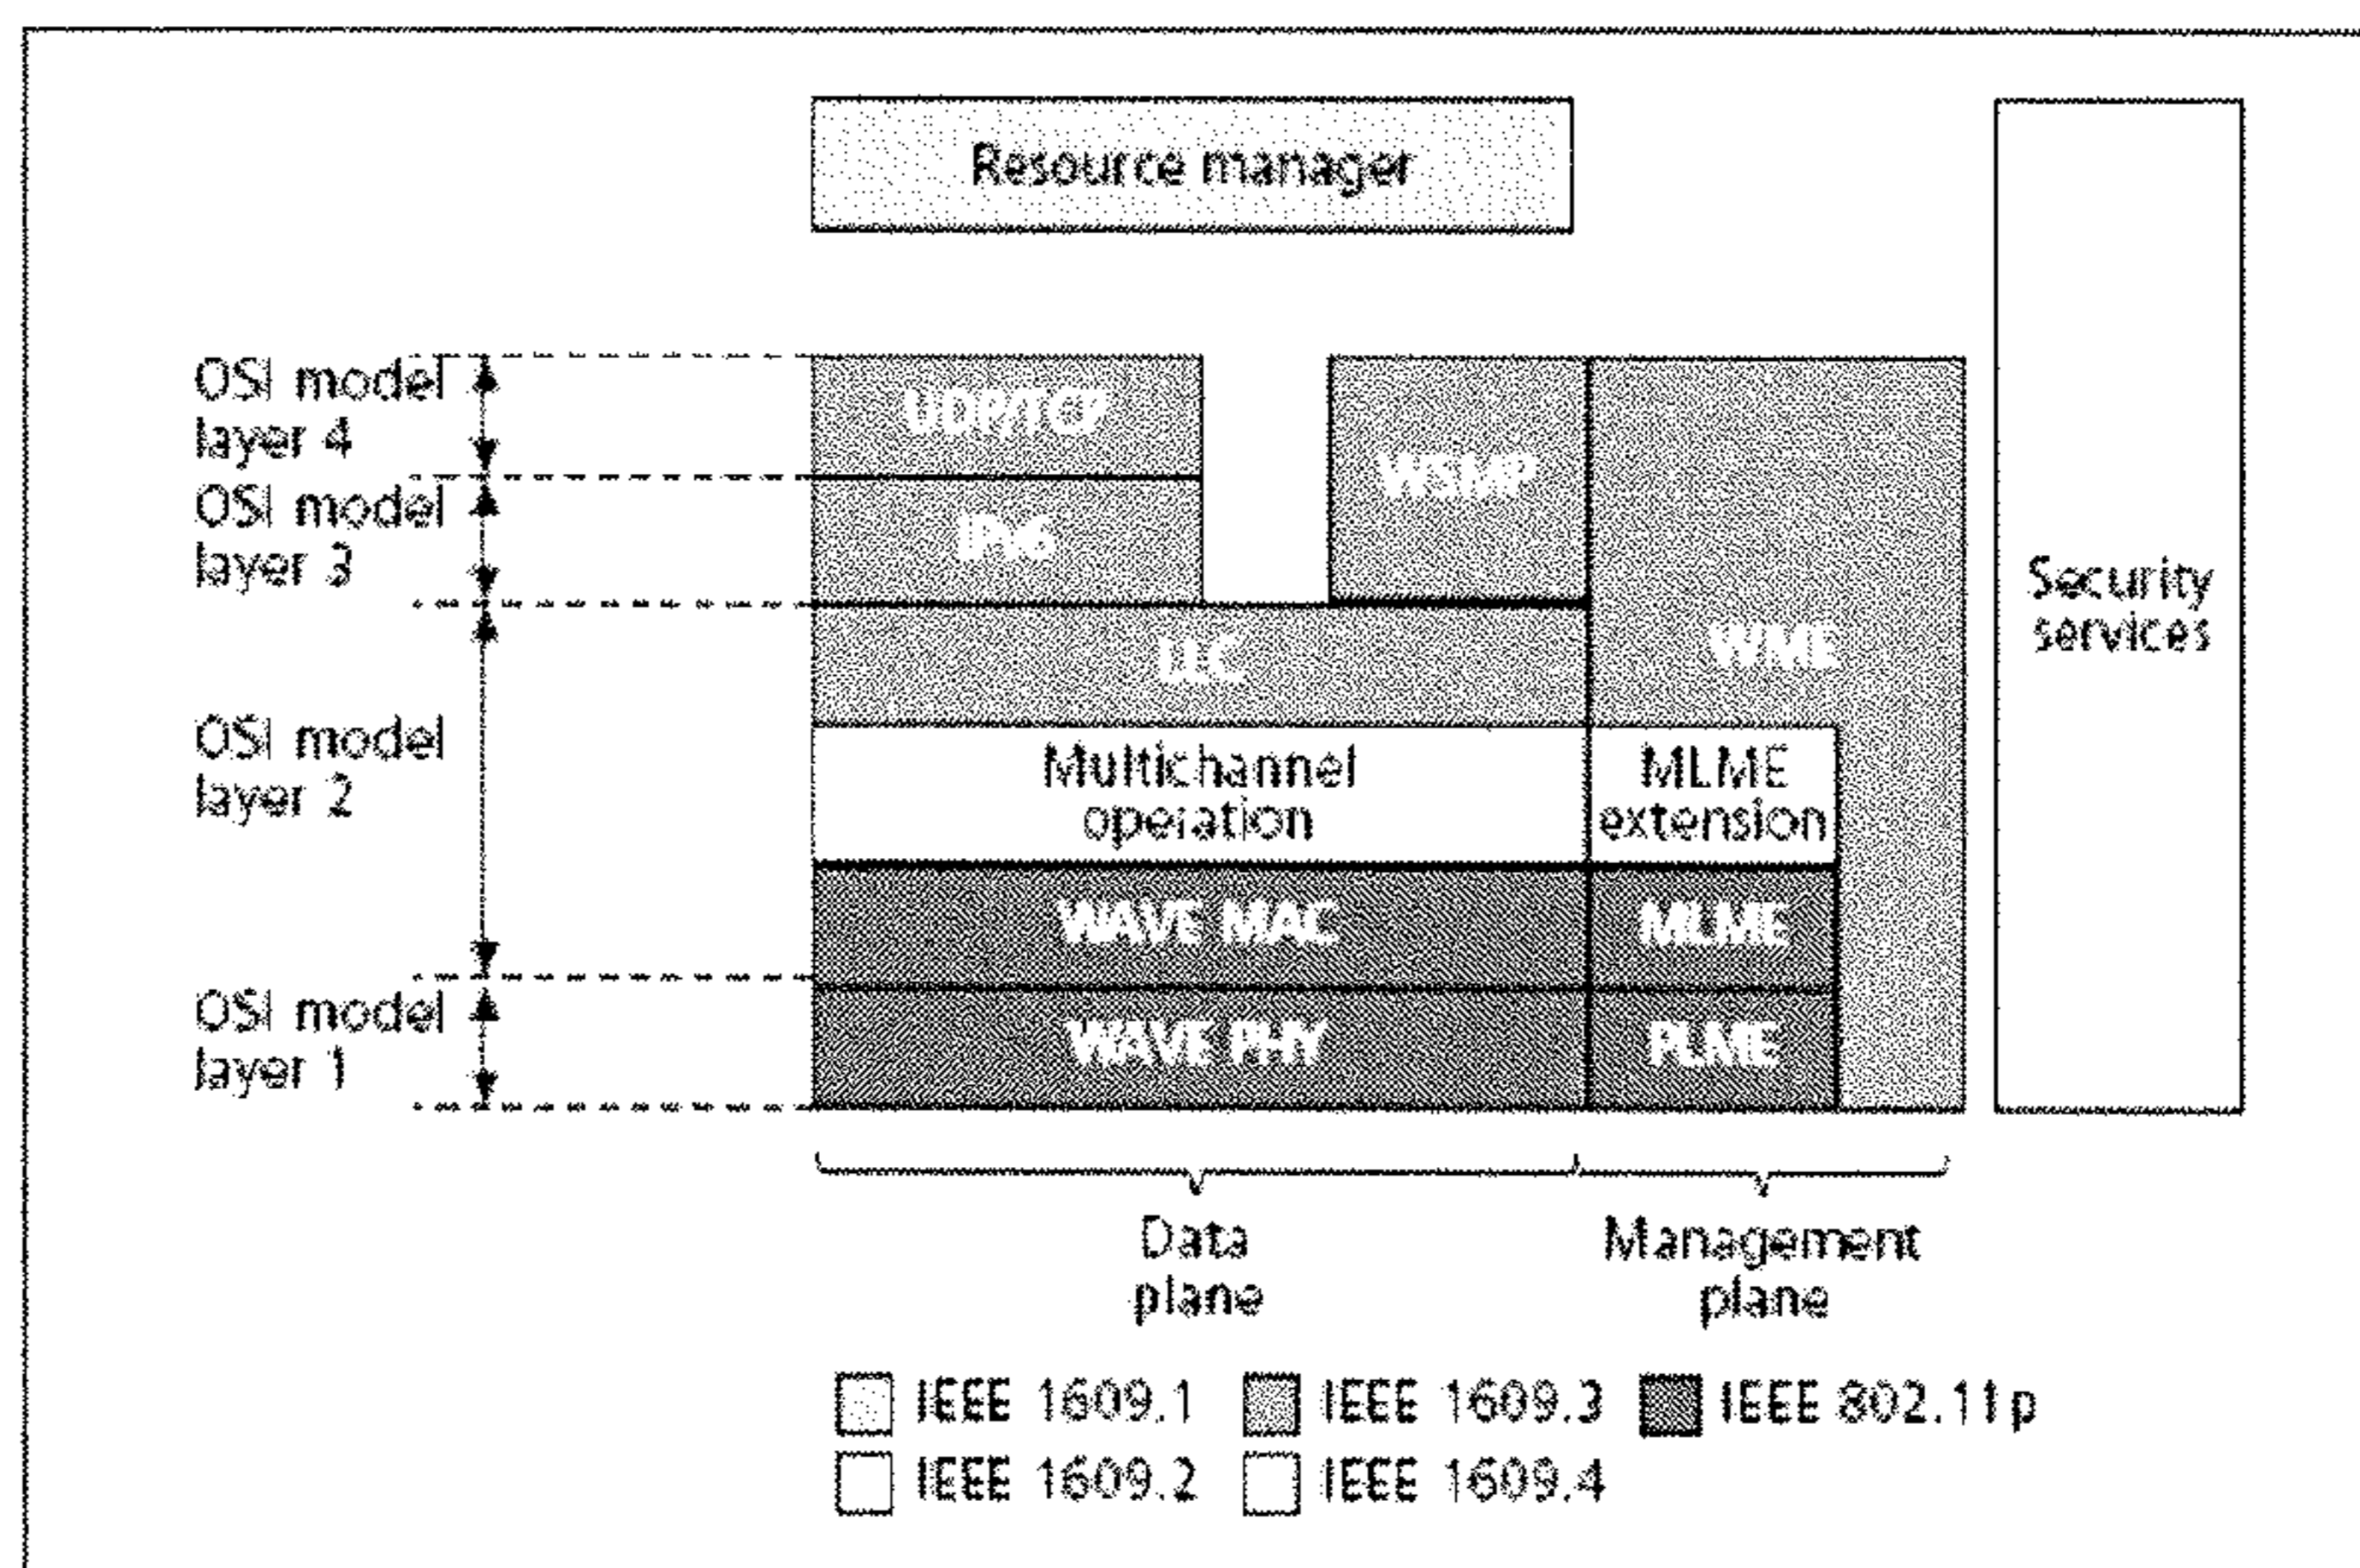 Resource manager
OSI model
layer 4
UDP/TCP
WSMP
OSI model
layer 3
IPv6
Security
services
WME
LLC
OSI model
layer 2
Multichannel
operation
MLME
extension
WAVE MAC
MLME
OSI model
layer 1
WAVE PHY
PLME
Data
plane
Management
plane
IEEE 1609.1
IEEE 1609.3
IEEE 802.11p
IEEE 1609.2
IEEE 1609.4